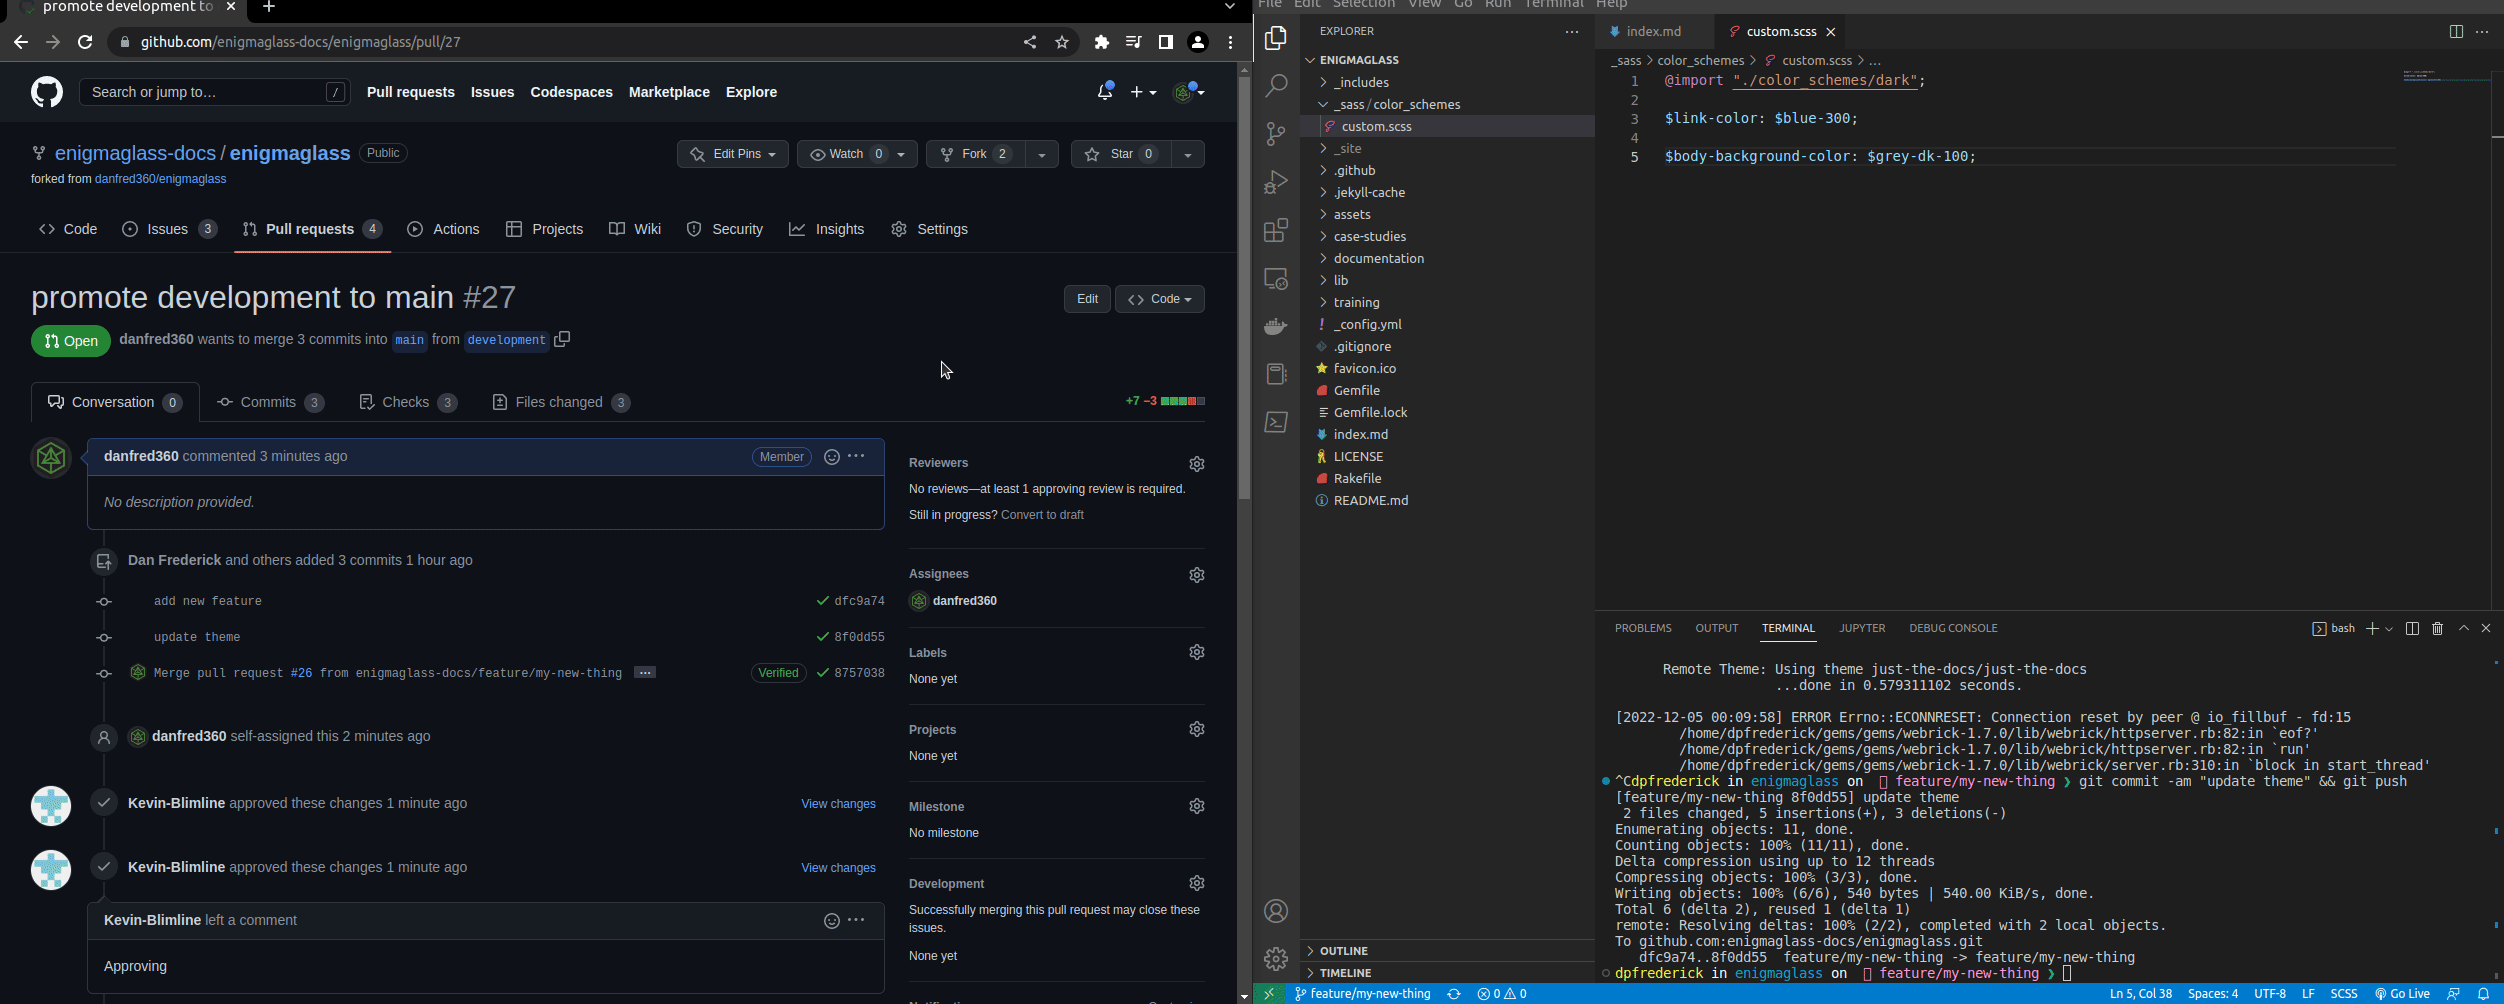 promote development to
github.com/enigmaglass-docs/enigmaglass/pull/27
Search or jump to…
/
Pull requests
Issues
Codespaces
Marketplace
Explore
enigmaglass-docs / enigmaglass
Public
forked from danfred360/enigmaglass
Edit Pins
Watch 0
Fork 2
Star 0
Code
Issues 3
Pull requests 4
Actions
Projects
Wiki
Security
Insights
Settings
promote development to main #27
Edit
Code
Open
danfred360 wants to merge 3 commits into main from development
Conversation 0
Commits 3
Checks 3
Files changed 3
+7 −3
danfred360 commented 3 minutes ago
Member
No description provided.
Dan Frederick and others added 3 commits 1 hour ago
add new feature
dfc9a74
update theme
8f0dd55
Merge pull request #26 from enigmaglass-docs/feature/my-new-thing
Verified
8757038
danfred360 self-assigned this 2 minutes ago
Kevin-Blimline approved these changes 1 minute ago
View changes
Kevin-Blimline approved these changes 1 minute ago
View changes
Kevin-Blimline left a comment
Approving
Reviewers
No reviews—at least 1 approving review is required.
Still in progress? Convert to draft
Assignees
danfred360
Labels
None yet
Projects
None yet
Milestone
No milestone
Development
Successfully merging this pull request may close these
issues.
None yet
File Edit Selection View Go Run Terminal Help
EXPLORER
ENIGMAGLASS
_includes
_sass / color_schemes
custom.scss
_site
.github
.jekyll-cache
assets
case-studies
documentation
lib
training
_config.yml
.gitignore
favicon.ico
Gemfile
Gemfile.lock
index.md
LICENSE
Rakefile
README.md
OUTLINE
TIMELINE
index.md
custom.scss
_sass > color_schemes > custom.scss > ...
1 @import "./color_schemes/dark";
2
3 $link-color: $blue-300;
4
5 $body-background-color: $grey-dk-100;
PROBLEMS
OUTPUT
TERMINAL
JUPYTER
DEBUG CONSOLE
bash
Remote Theme: Using theme just-the-docs/just-the-docs
...done in 0.579311102 seconds.
[2022-12-05 00:09:58] ERROR Errno::ECONNRESET: Connection reset by peer @ io_fillbuf - fd:15
/home/dpfrederick/gems/gems/webrick-1.7.0/lib/webrick/httpserver.rb:82:in `eof?'
/home/dpfrederick/gems/gems/webrick-1.7.0/lib/webrick/httpserver.rb:82:in `run'
/home/dpfrederick/gems/gems/webrick-1.7.0/lib/webrick/server.rb:310:in `block in start_thread'
^Cdpfrederick in enigmaglass on feature/my-new-thing ❯ git commit -am "update theme" && git push
[feature/my-new-thing 8f0dd55] update theme
2 files changed, 5 insertions(+), 3 deletions(-)
Enumerating objects: 11, done.
Counting objects: 100% (11/11), done.
Delta compression using up to 12 threads
Compressing objects: 100% (3/3), done.
Writing objects: 100% (6/6), 540 bytes | 540.00 KiB/s, done.
Total 6 (delta 2), reused 1 (delta 1)
remote: Resolving deltas: 100% (2/2), completed with 2 local objects.
To github.com:enigmaglass-docs/enigmaglass.git
dfc9a74..8f0dd55 feature/my-new-thing -> feature/my-new-thing
dpfrederick in enigmaglass on feature/my-new-thing ❯
feature/my-new-thing
0 0
Ln 5, Col 38
Spaces: 4
UTF-8
LF
SCSS
Go Live